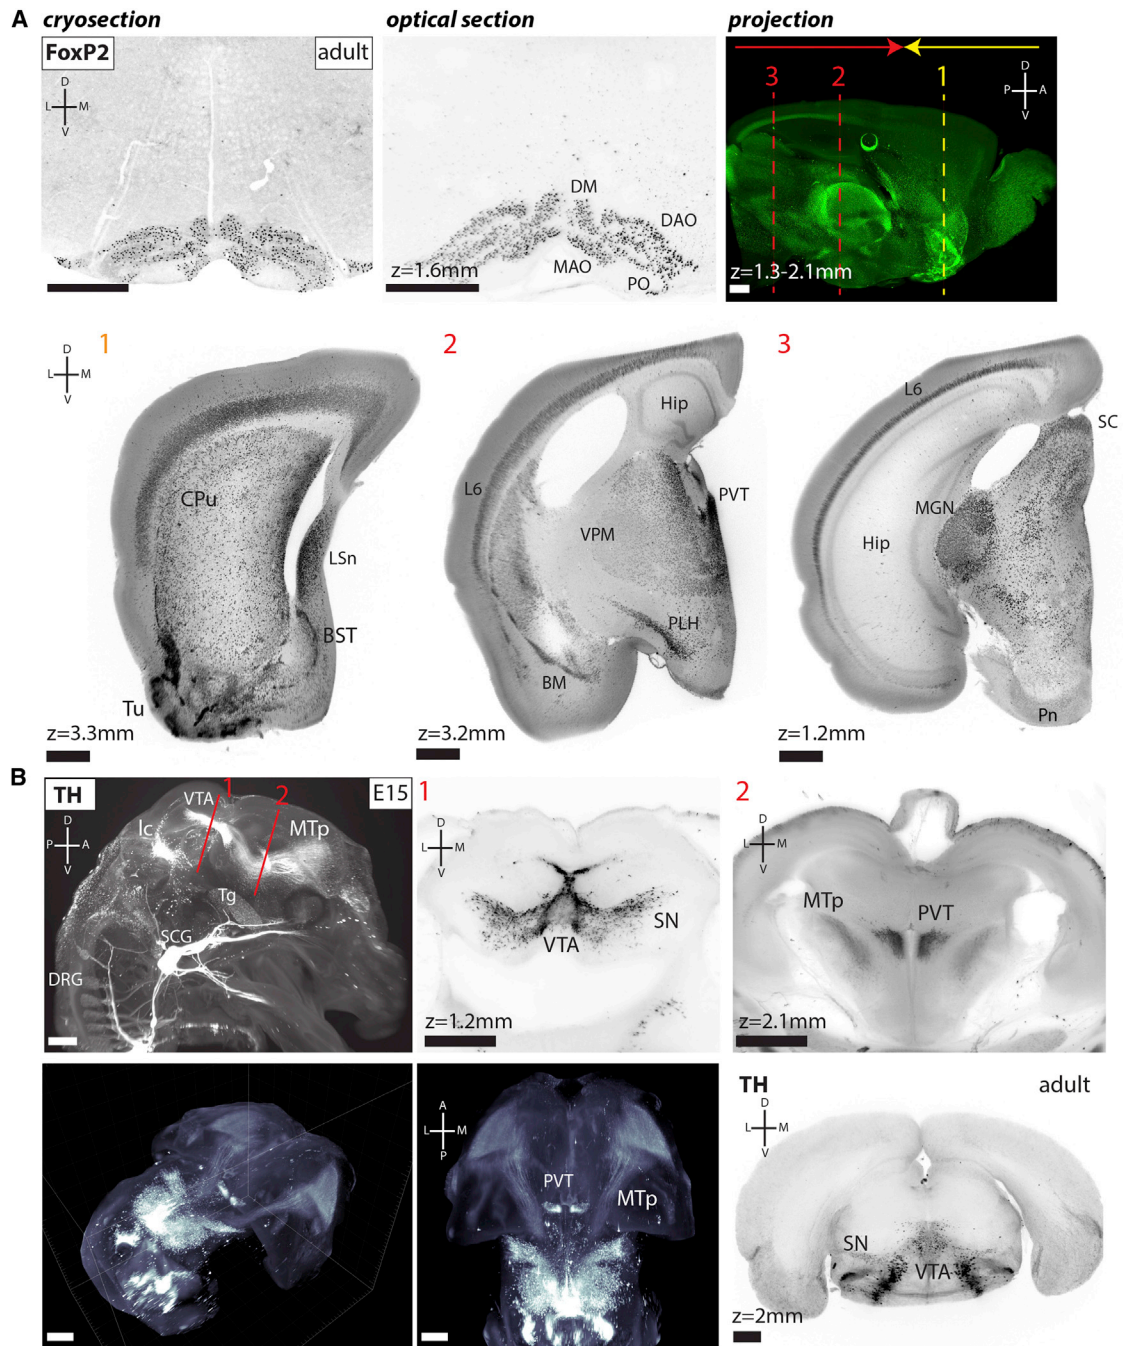 A
cryosection
optical section
projection
FoxP2
adult
D
L M
V
DM
DAO
MAO
PO
z=1.6mm
3
2
1
D
P A
V
z=1.3-2.1mm
D
L M
V
1
CPu
LSn
BST
Tu
z=3.3mm
2
Hip
L6
PVT
VPM
PLH
BM
z=3.2mm
3
L6
SC
MGN
Hip
Pn
z=1.2mm
B
TH
E15
D
P A
V
1
2
VTA
lc
MTp
Tg
SCG
DRG
1
D
L M
V
SN
VTA
z=1.2mm
2
D
L M
V
MTp
PVT
z=2.1mm
A
L M
P
PVT
MTp
TH
adult
D
L M
V
SN
VTA
z=2mm